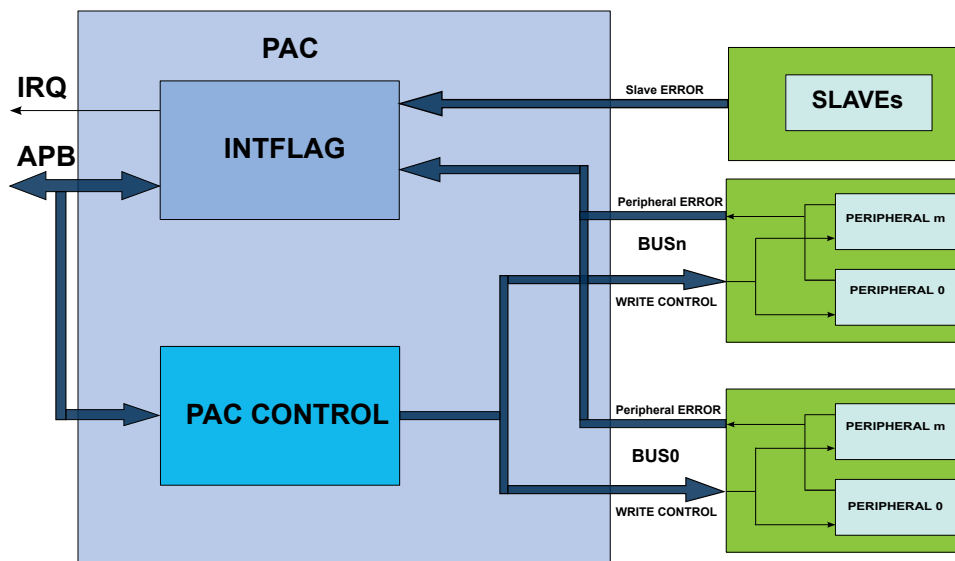 PAC
IRQ
APB
INTFLAG
Slave ERROR
SLAVEs
Peripheral ERROR
BUSn
WRITE CONTROL
PERIPHERAL m
PERIPHERAL 0
PAC CONTROL
Peripheral ERROR
BUS0
WRITE CONTROL
PERIPHERAL m
PERIPHERAL 0